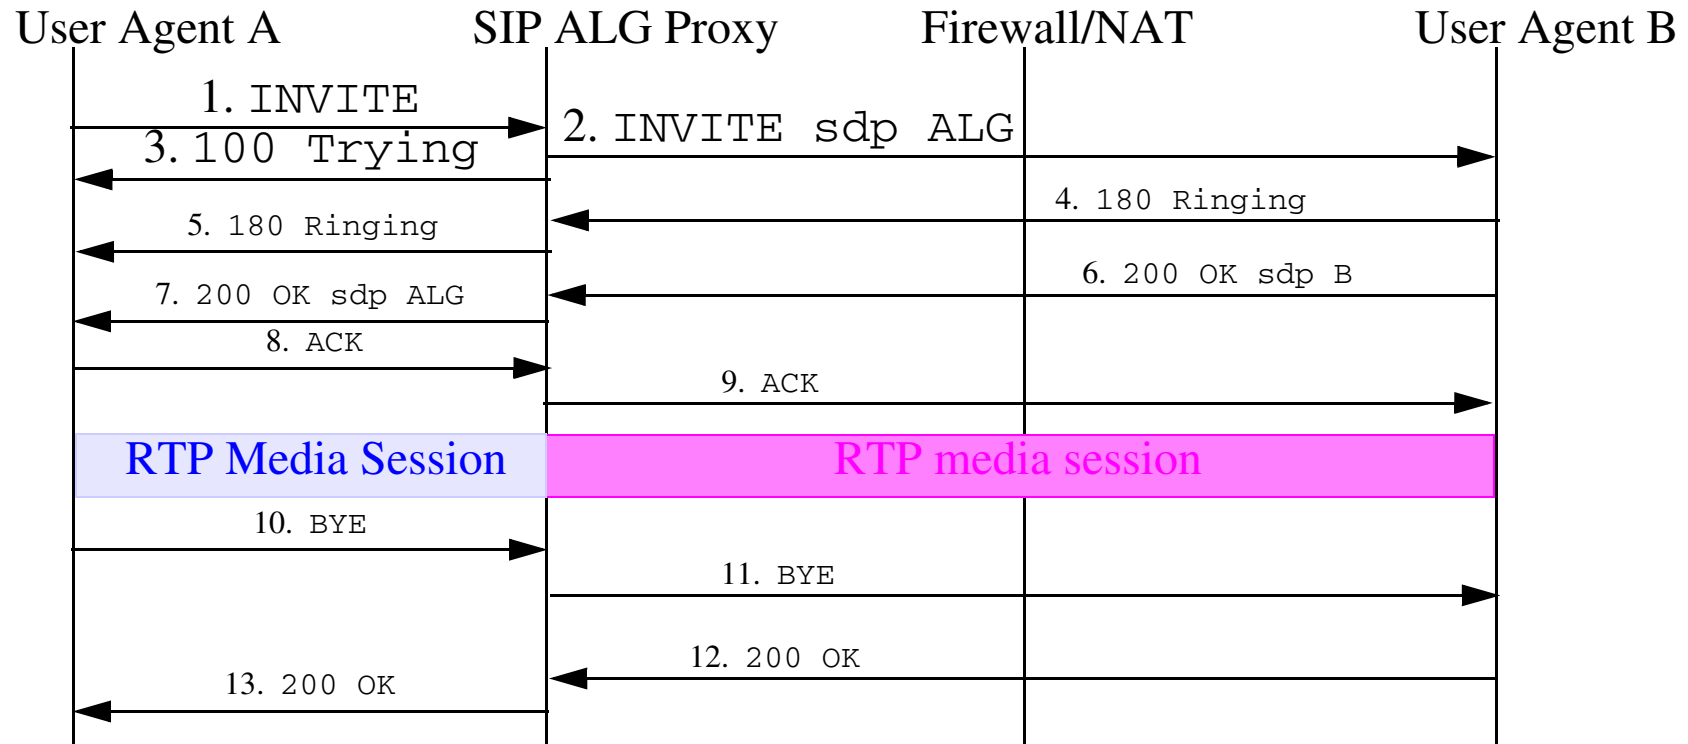 User Agent A
SIP ALG Proxy
Firewall/NAT
User Agent B
1. INVITE
2. INVITE sdp ALG
3. 100 Trying
4. 180 Ringing
5. 180 Ringing
6. 200 OK sdp B
7. 200 OK sdp ALG
8. ACK
9. ACK
RTP Media Session
RTP media session
10. BYE
11. BYE
12. 200 OK
13. 200 OK